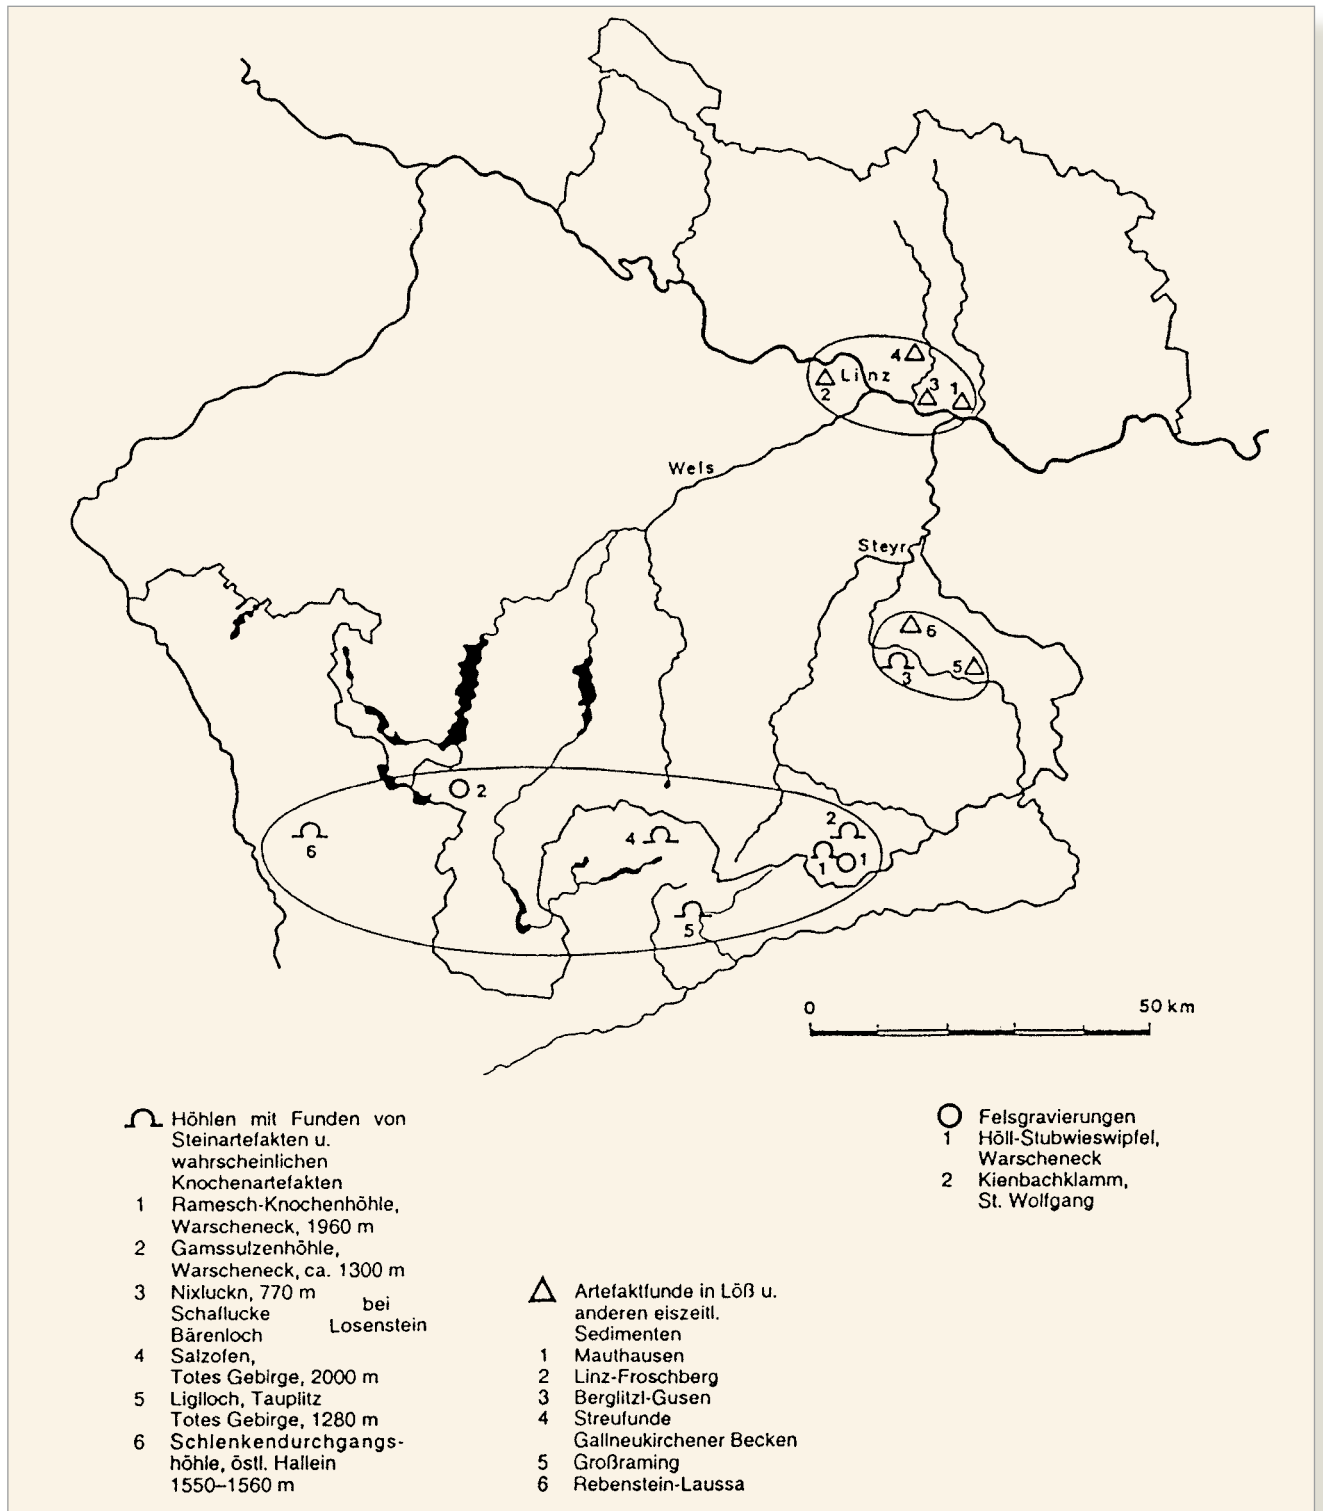 4
Linz
2
3
1
Wels
Steyr
6
5
3
2
6
4
2
1
1
5
0
50 km
Höhlen mit Funden von
Steinartefakten u.
wahrscheinlichen
Knochenartefakten
1 Ramesch-Knochenhöhle,
Warscheneck, 1960 m
2 Gamssulzenhöhle,
Warscheneck, ca. 1300 m
3 Nixluckn, 770 m
Schaflucke
Bärenloch
bei
Losenstein
4 Salzofen,
Totes Gebirge, 2000 m
5 Liglloch, Tauplitz
Totes Gebirge, 1280 m
6 Schlenkendurchgangs-
höhle, östl. Hallein
1550–1560 m
Artefaktfunde in Löß u.
anderen eiszeitl.
Sedimenten
1 Mauthausen
2 Linz-Froschberg
3 Berglitzl-Gusen
4 Streufunde
Gallneukirchener Becken
5 Großraming
6 Rebenstein-Laussa
Felsgravierungen
1 Höll-Stubwieswipfel,
Warscheneck
2 Kienbachklamm,
St. Wolfgang